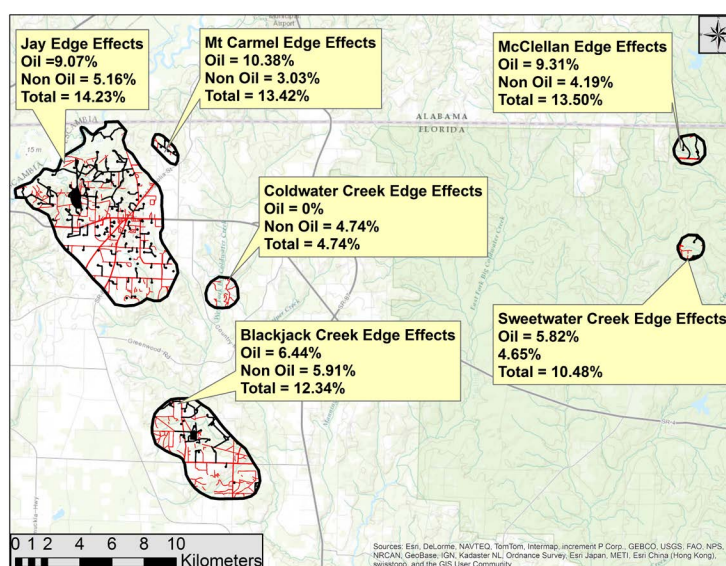 Jay Edge Effects
Oil =9.07%
Non Oil = 5.16%
Total = 14.23%
Mt Carmel Edge Effects
Oil = 10.38%
Non Oil = 3.03%
Total = 13.42%
McClellan Edge Effects
Oil = 9.31%
Non Oil = 4.19%
Total = 13.50%
ALABAMA
FLORIDA
15 m
Coldwater Creek Edge Effects
Oil = 0%
Non Oil = 4.74%
Total = 4.74%
Sweetwater Creek Edge Effects
Oil = 5.82%
4.65%
Total = 10.48%
Blackjack Creek Edge Effects
Oil = 6.44%
Non Oil = 5.91%
Total = 12.34%
Greenwood Rd
0 1 2 4 6 8 10
Kilometers
Sources: Esri, DeLorme, NAVTEQ, TomTom, Intermap, increment P Corp., GEBCO, USGS, FAO, NPS,
NRCAN, GeoBase, IGN, Kadaster NL, Ordnance Survey, Esri Japan, METI, Esri China (Hong Kong),
swisstopo, and the GIS User Community